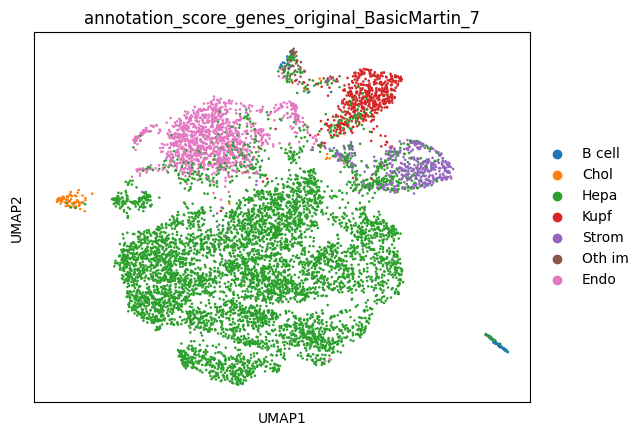 annotation_score_genes_original_BasicMartin_7
UMAP2
UMAP1
B cell
Chol
Hepa
Kupf
Strom
Oth im
Endo